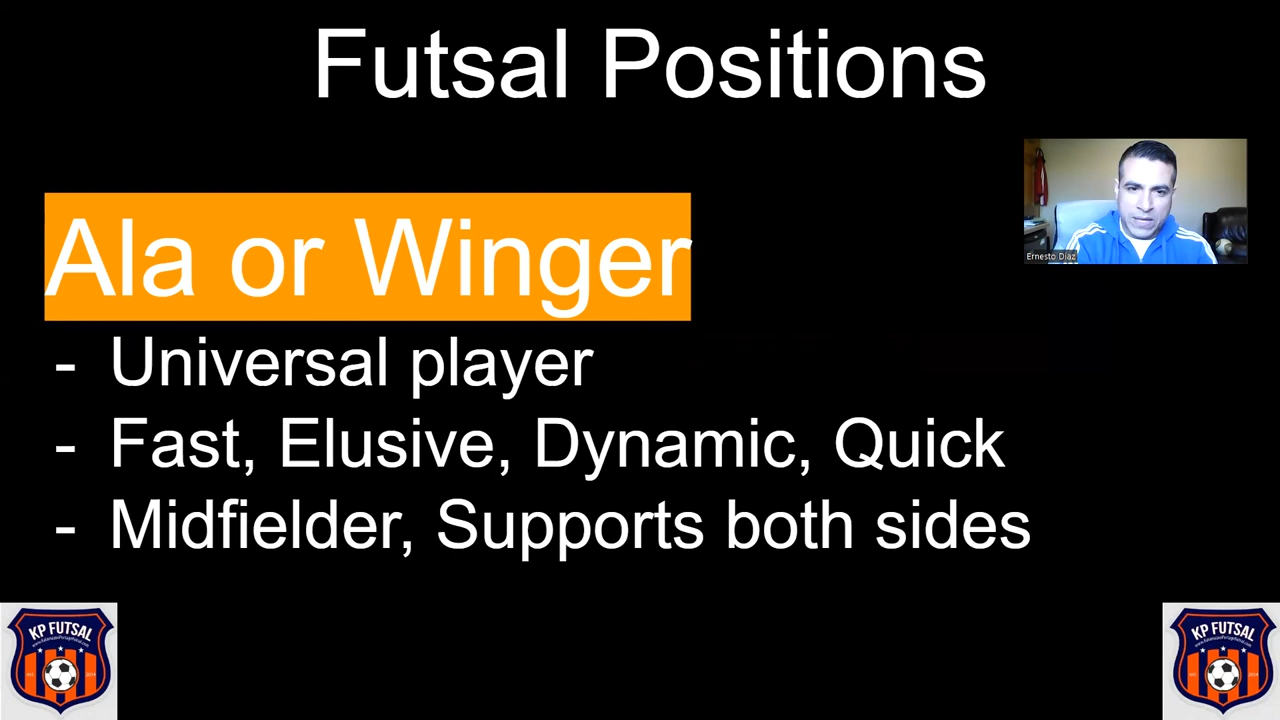 Futsal Positions
Ala or Winger
Ernesto Diaz
- Universal player
- Fast, Elusive, Dynamic, Quick
- Midfielder, Supports both sides
KP FUTSAL
KP FUTSAL